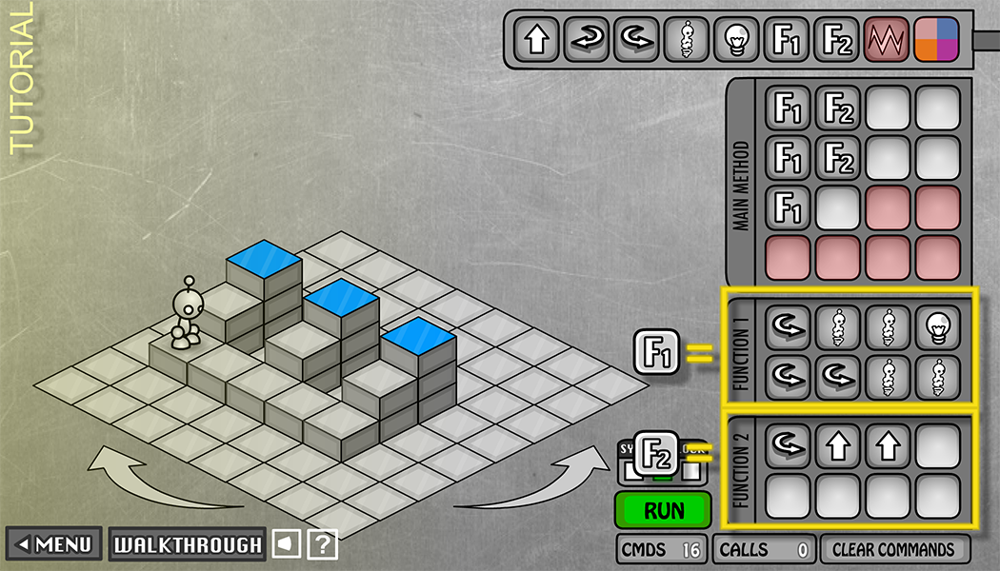 TUTORIAL
F1 F2
MAIN METHOD
F1 F2
F1 F2
F1
FUNCTION 1
F1 =
FUNCTION 2
F2 =
RUN
CMDS 16 CALLS 0 CLEAR COMMANDS
MENU WALKTHROUGH ?